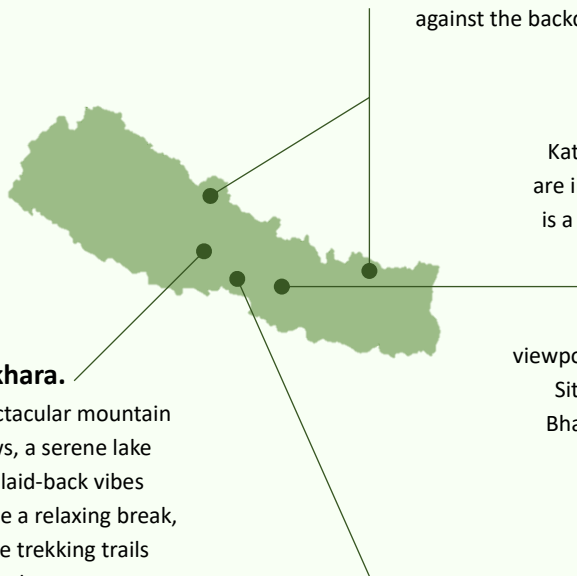 against the backd
Kat
are i
is a
viewpo
Sit
Bha
khara.
ctacular mountain
ws, a serene lake
laid-back vibes
e a relaxing break,
e trekking trails